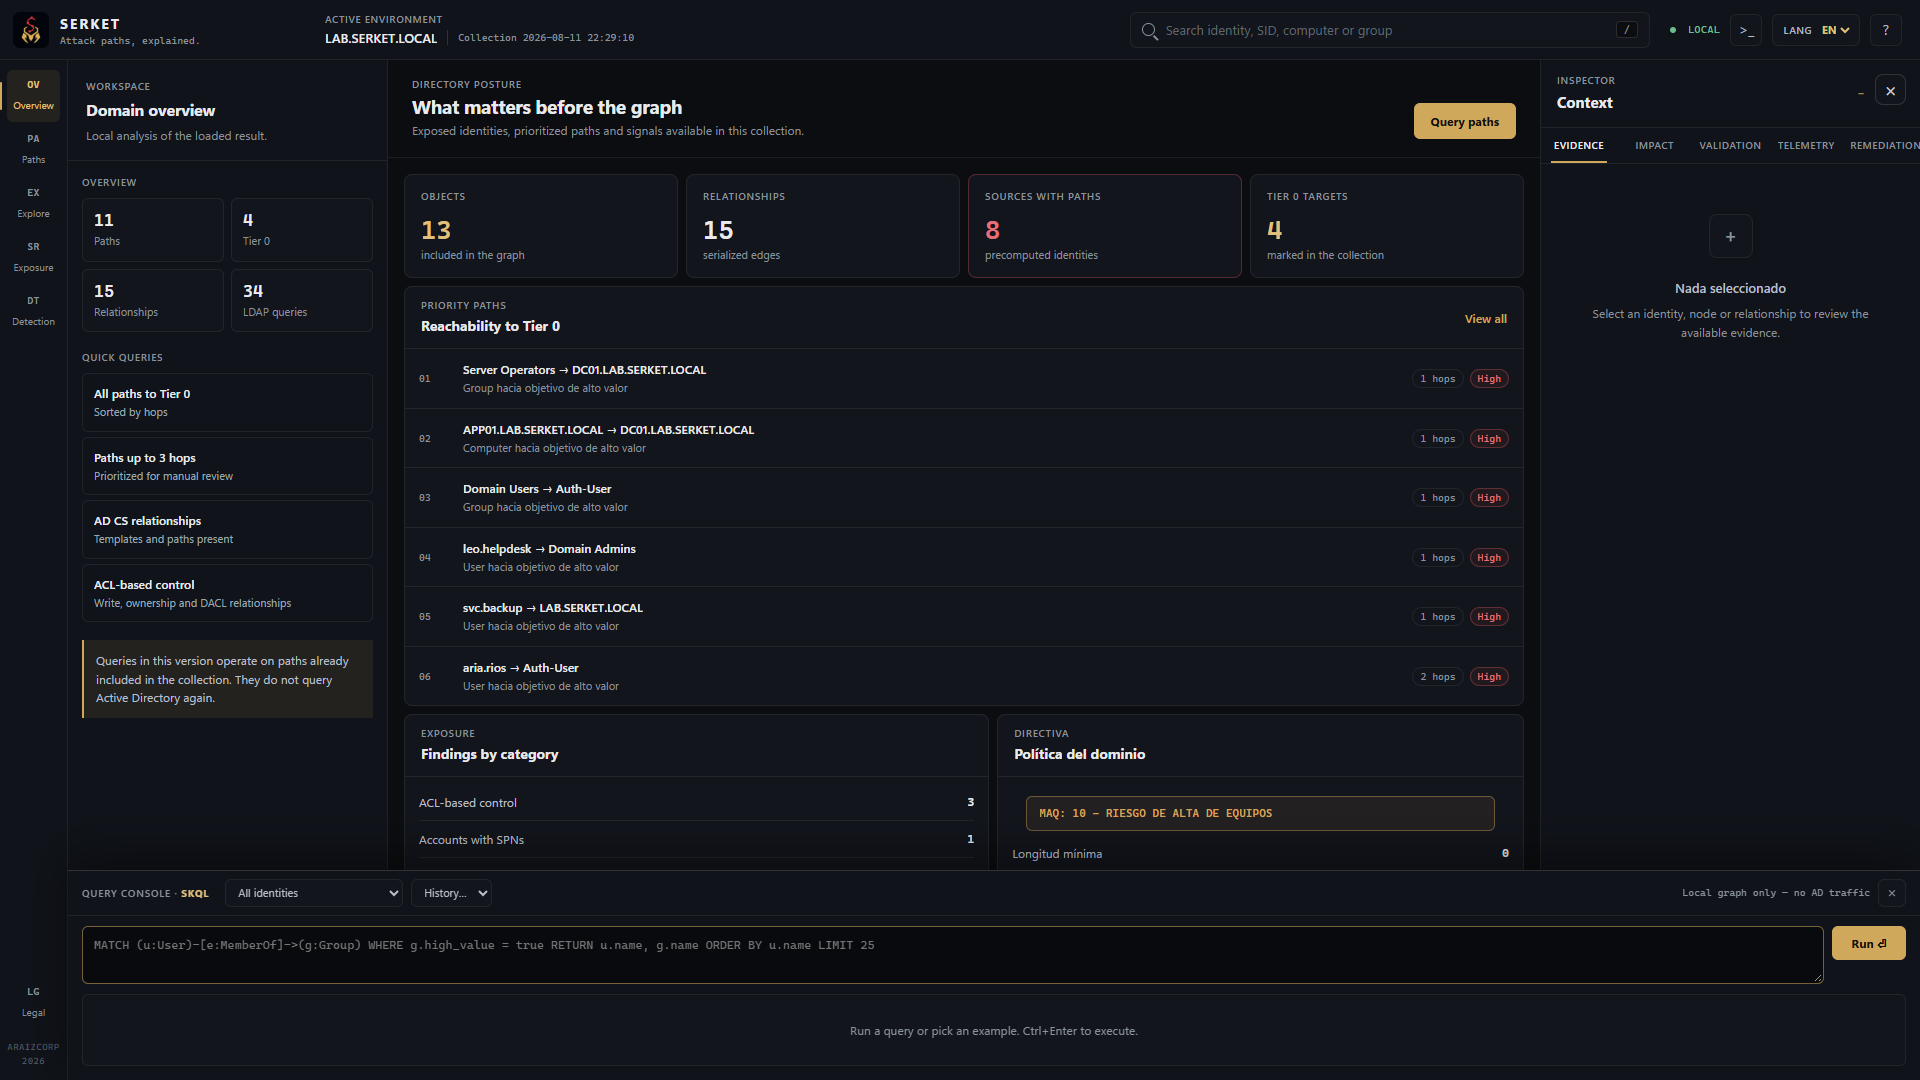 SERKET
Attack paths, explained.
ACTIVE ENVIRONMENT
LAB.SERKET.LOCAL
Collection 2026-08-11 22:29:10
Search identity, SID, computer or group
/
LOCAL
>_
LANG EN
?
OV
Overview
PA
Paths
EX
Explore
SR
Exposure
DT
Detection
LG
Legal
ARAIZCORP
2026
WORKSPACE
Domain overview
Local analysis of the loaded result.
OVERVIEW
11
Paths
4
Tier 0
15
Relationships
34
LDAP queries
QUICK QUERIES
All paths to Tier 0
Sorted by hops
Paths up to 3 hops
Prioritized for manual review
AD CS relationships
Templates and paths present
ACL-based control
Write, ownership and DACL relationships
Queries in this version operate on paths already
included in the collection. They do not query
Active Directory again.
DIRECTORY POSTURE
What matters before the graph
Exposed identities, prioritized paths and signals available in this collection.
Query paths
OBJECTS
13
included in the graph
RELATIONSHIPS
15
serialized edges
SOURCES WITH PATHS
8
precomputed identities
TIER 0 TARGETS
4
marked in the collection
PRIORITY PATHS
Reachability to Tier 0
View all
01
Server Operators → DC01.LAB.SERKET.LOCAL
Group hacia objetivo de alto valor
1 hops High
02
APP01.LAB.SERKET.LOCAL → DC01.LAB.SERKET.LOCAL
Computer hacia objetivo de alto valor
1 hops High
03
Domain Users → Auth-User
Group hacia objetivo de alto valor
1 hops High
04
leo.helpdesk → Domain Admins
User hacia objetivo de alto valor
1 hops High
05
svc.backup → LAB.SERKET.LOCAL
User hacia objetivo de alto valor
1 hops High
06
aria.rios → Auth-User
User hacia objetivo de alto valor
2 hops High
EXPOSURE
Findings by category
ACL-based control 3
Accounts with SPNs 1
DIRECTIVA
Política del dominio
MAQ: 10 — RIESGO DE ALTA DE EQUIPOS
Longitud mínima 0
INSPECTOR
Context
–
×
EVIDENCE IMPACT VALIDATION TELEMETRY REMEDIATION
+
Nada seleccionado
Select an identity, node or relationship to review the
available evidence.
QUERY CONSOLE · SKQL
All identities
History...
Local graph only — no AD traffic
×
MATCH (u:User)-[e:MemberOf]->(g:Group) WHERE g.high_value = true RETURN u.name, g.name ORDER BY u.name LIMIT 25
Run ⏎
Run a query or pick an example. Ctrl+Enter to execute.